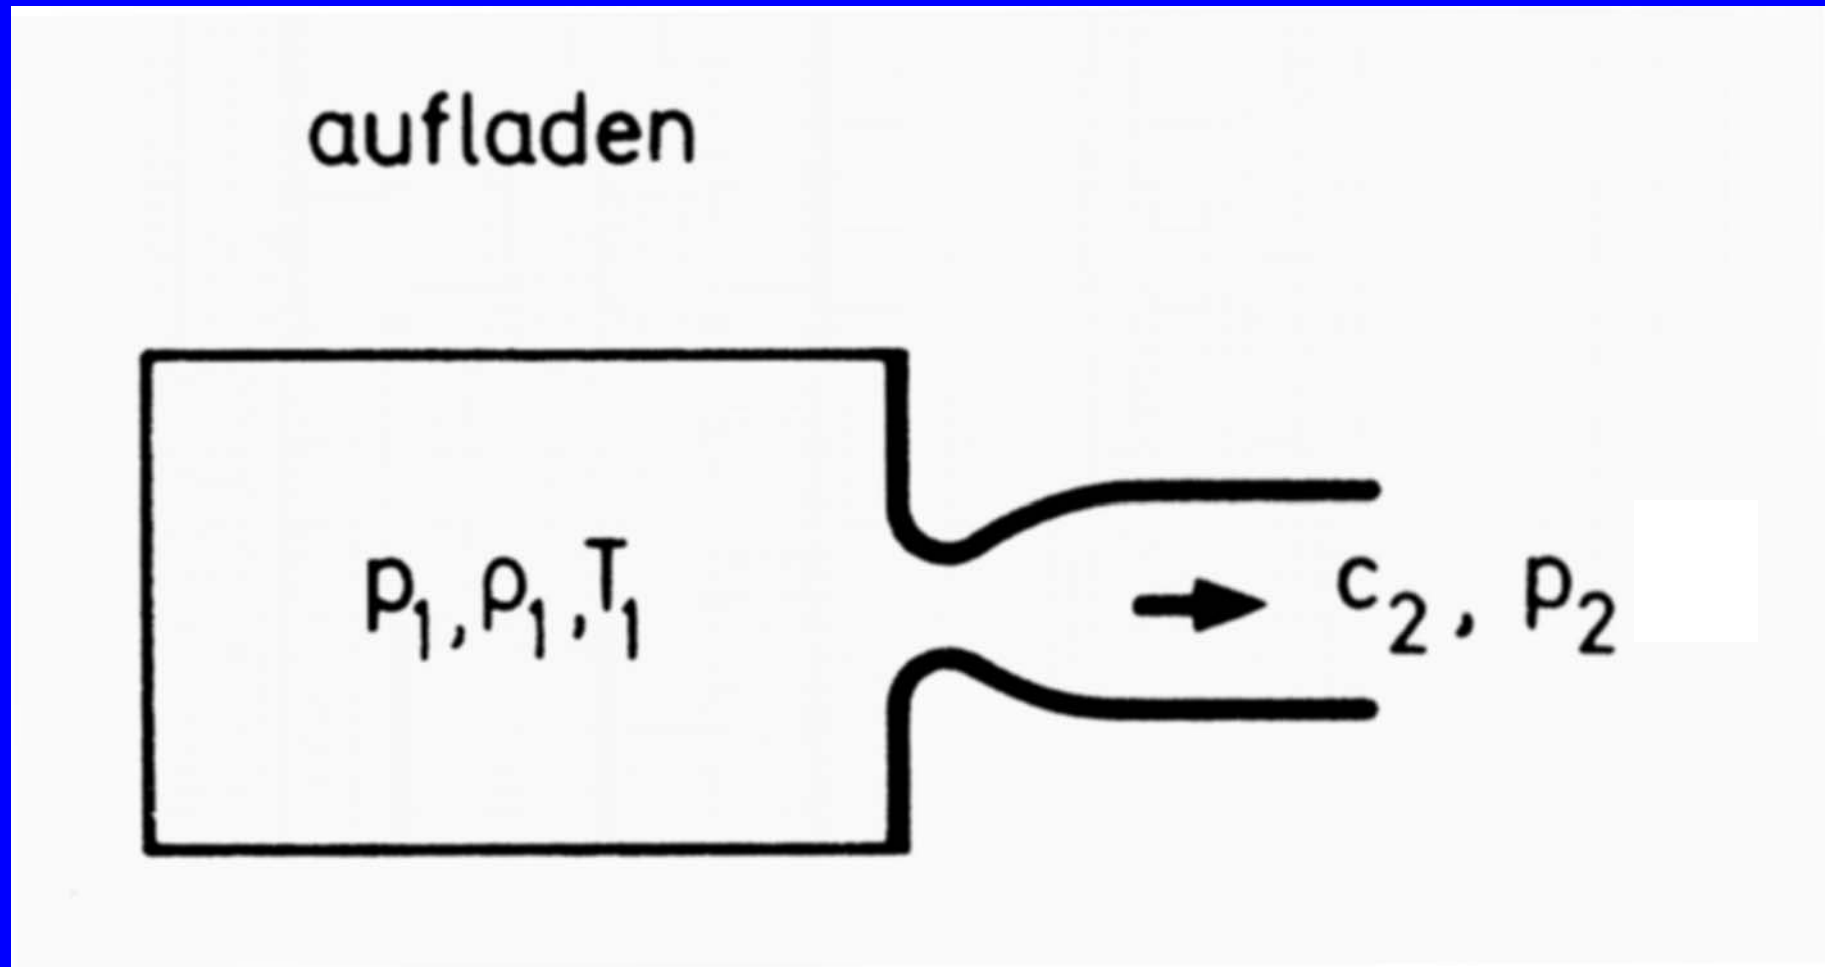 aufladen
p₁, ρ₁, T₁
c₂, p₂